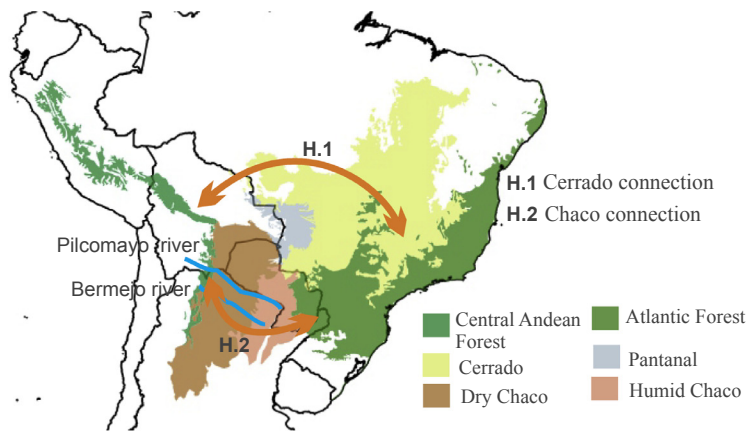 H.1
H.1 Cerrado connection
H.2 Chaco connection
Pilcomayo river
Bermejo river
H.2
Central Andean
Forest
Atlantic Forest
Cerrado
Pantanal
Dry Chaco
Humid Chaco